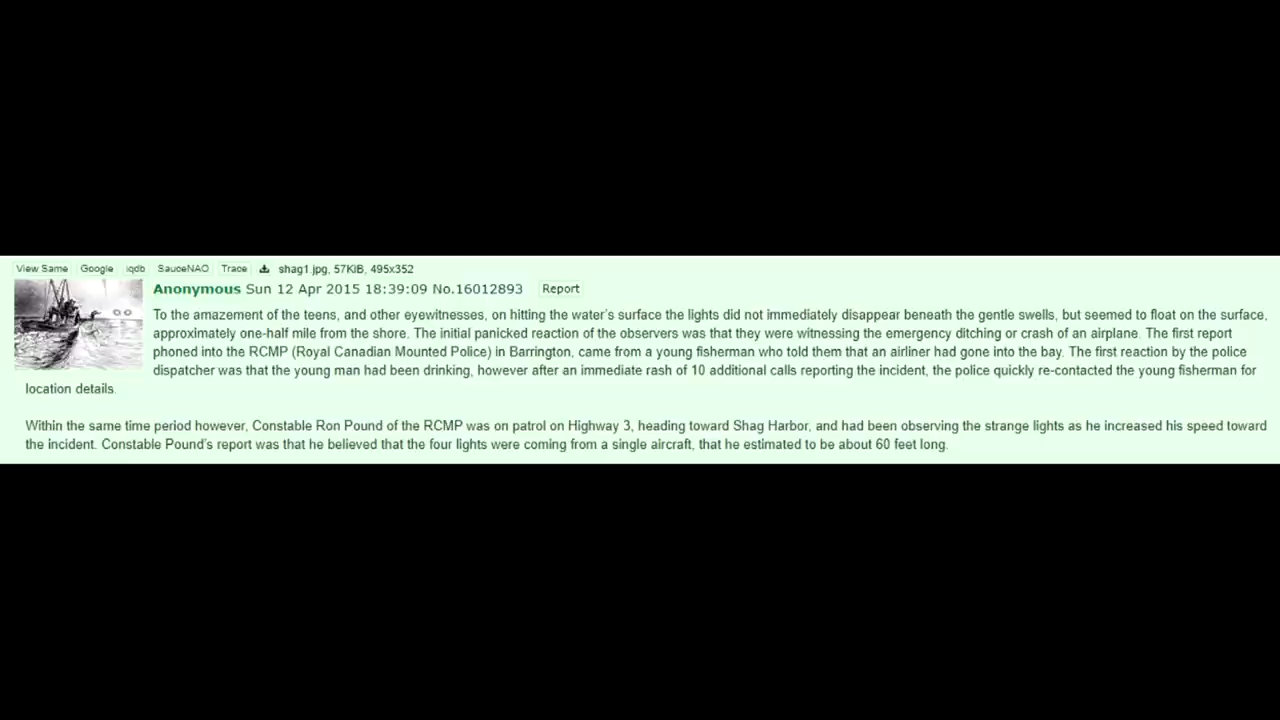 View Same Google iqdb SauceNAO Trace shag1.jpg, 57KiB, 495x352
Anonymous Sun 12 Apr 2015 18:39:09 No.16012893 Report
To the amazement of the teens, and other eyewitnesses, on hitting the water's surface the lights did not immediately disappear beneath the gentle swells, but seemed to float on the surface,
approximately one-half mile from the shore. The initial panicked reaction of the observers was that they were witnessing the emergency ditching or crash of an airplane. The first report
phoned into the RCMP (Royal Canadian Mounted Police) in Barrington, came from a young fisherman who told them that an airliner had gone into the bay. The first reaction by the police
dispatcher was that the young man had been drinking, however after an immediate rash of 10 additional calls reporting the incident, the police quickly re-contacted the young fisherman for
location details.
Within the same time period however, Constable Ron Pound of the RCMP was on patrol on Highway 3, heading toward Shag Harbor, and had been observing the strange lights as he increased his speed toward
the incident. Constable Pound's report was that he believed that the four lights were coming from a single aircraft, that he estimated to be about 60 feet long.